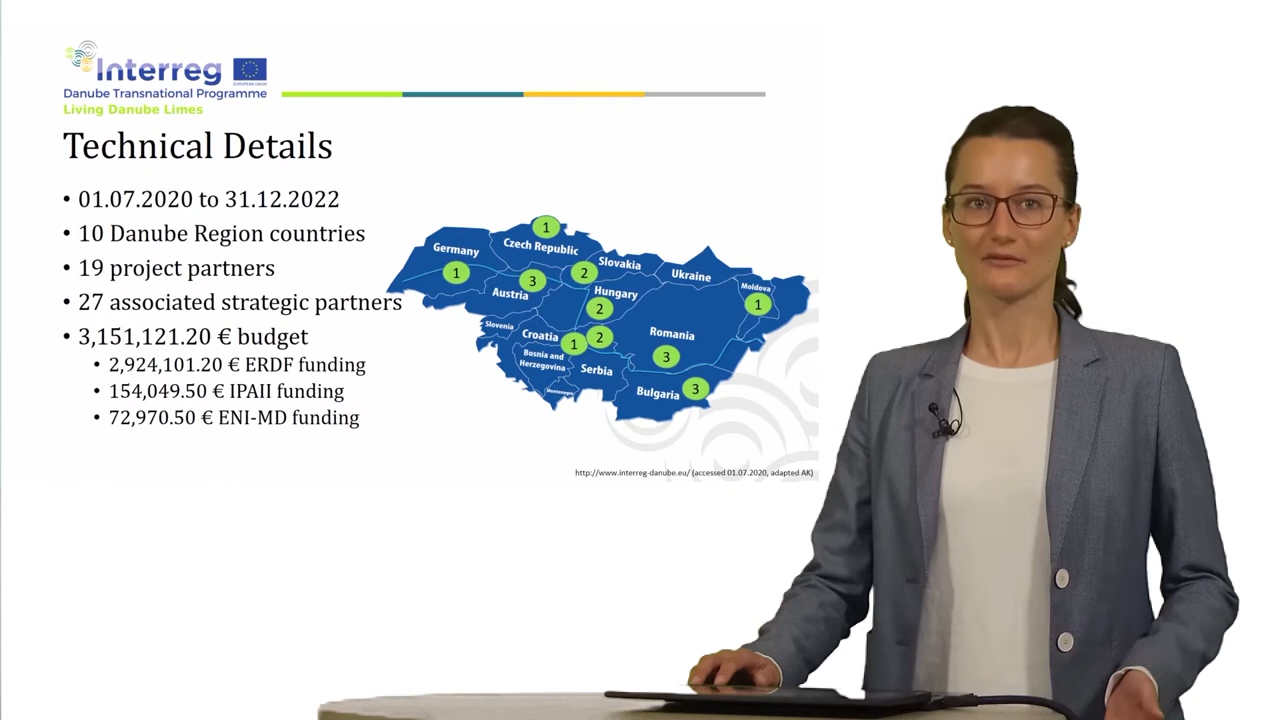 Interreg
EUROPEAN UNION
Danube Transnational Programme
Living Danube Limes
Technical Details
• 01.07.2020 to 31.12.2022
• 10 Danube Region countries
• 19 project partners
• 27 associated strategic partners
• 3,151,121.20 € budget
• 2,924,101.20 € ERDF funding
• 154,049.50 € IPAII funding
• 72,970.50 € ENI-MD funding
1
Czech Republic
Germany
1
Slovakia
2
Ukraine
3
Austria
Hungary
2
Moldova
1
Slovenia
Croatia
1
2
Romania
3
Bosnia and
Herzegovina
Serbia
Montenegro
Bulgaria
3
http://www.interreg-danube.eu/ (accessed 01.07.2020, adapted AK)